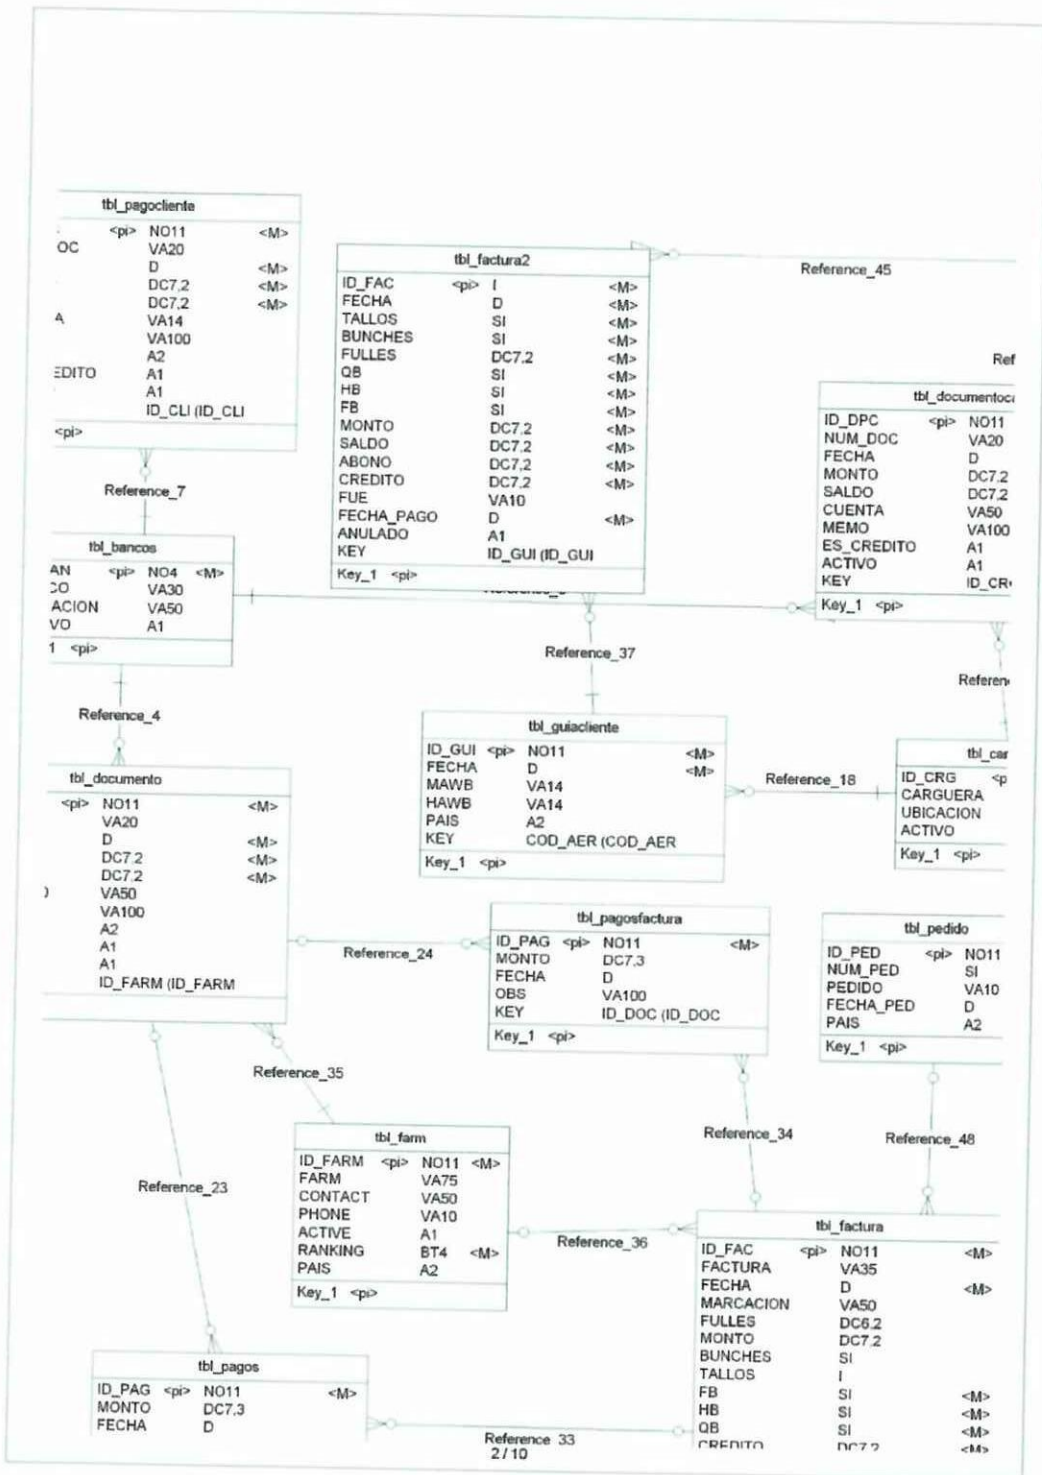 tbl_pagocliente
<pi> NO11 <M>
OC VA20
D <M>
DC7,2 <M>
DC7,2 <M>
A VA14
VA100
A2
EDITO A1
A1
ID_CLI (ID_CLI
<pi>
Reference_7
tbl_bancos
AN <pi> NO4 <M>
CO VA30
ACION VA50
VO A1
1 <pi>
Reference_4
tbl_documento
<pi> NO11 <M>
VA20
D <M>
DC7,2 <M>
DC7,2 <M>
VA50
VA100
A2
A1
A1
ID_FARM (ID_FARM
tbl_factura2
ID_FAC <pi> I <M>
FECHA D <M>
TALLOS SI <M>
BUNCHES SI <M>
FULLES DC7,2 <M>
QB SI <M>
HB SI <M>
FB SI <M>
MONTO DC7,2 <M>
SALDO DC7,2 <M>
ABONO DC7,2 <M>
CREDITO DC7,2 <M>
FUE VA10
FECHA_PAGO D <M>
ANULADO A1
KEY ID_GUI (ID_GUI
Key_1 <pi>
Reference_45
Ref
tbl_documentoca
ID_DPC <pi> NO11
NUM_DOC VA20
FECHA D
MONTO DC7,2
SALDO DC7,2
CUENTA VA50
MEMO VA100
ES_CREDITO A1
ACTIVO A1
KEY ID_CR
Key_1 <pi>
Reference_37
Referen
tbl_guiacliente
ID_GUI <pi> NO11 <M>
FECHA D <M>
MAWB VA14
HAWB VA14
PAIS A2
KEY COD_AER (COD_AER
Key_1 <pi>
Reference_18
tbl_car
ID_CRG <p
CARGUERA
UBICACION
ACTIVO
Key_1 <pi>
Reference_24
tbl_pagosfactura
ID_PAG <pi> NO11 <M>
MONTO DC7,3
FECHA D
OBS VA100
KEY ID_DOC (ID_DOC
Key_1 <pi>
tbl_pedido
ID_PED <pi> NO11
NUM_PED SI
PEDIDO VA10
FECHA_PED D
PAIS A2
Key_1 <pi>
Reference_35
Reference_34
Reference_48
Reference_23
tbl_farm
ID_FARM <pi> NO11 <M>
FARM VA75
CONTACT VA50
PHONE VA10
ACTIVE A1
RANKING BT4 <M>
PAIS A2
Key_1 <pi>
Reference_36
tbl_factura
ID_FAC <pi> NO11 <M>
FACTURA VA35
FECHA D <M>
MARCACION VA50
FULLES DC6,2
MONTO DC7,2
BUNCHES SI
TALLOS I
FB SI <M>
HB SI <M>
QB SI <M>
CREDITO DC7,2 <M>
tbl_pagos
ID_PAG <pi> NO11 <M>
MONTO DC7,3
FECHA D
Reference_33
2 / 10